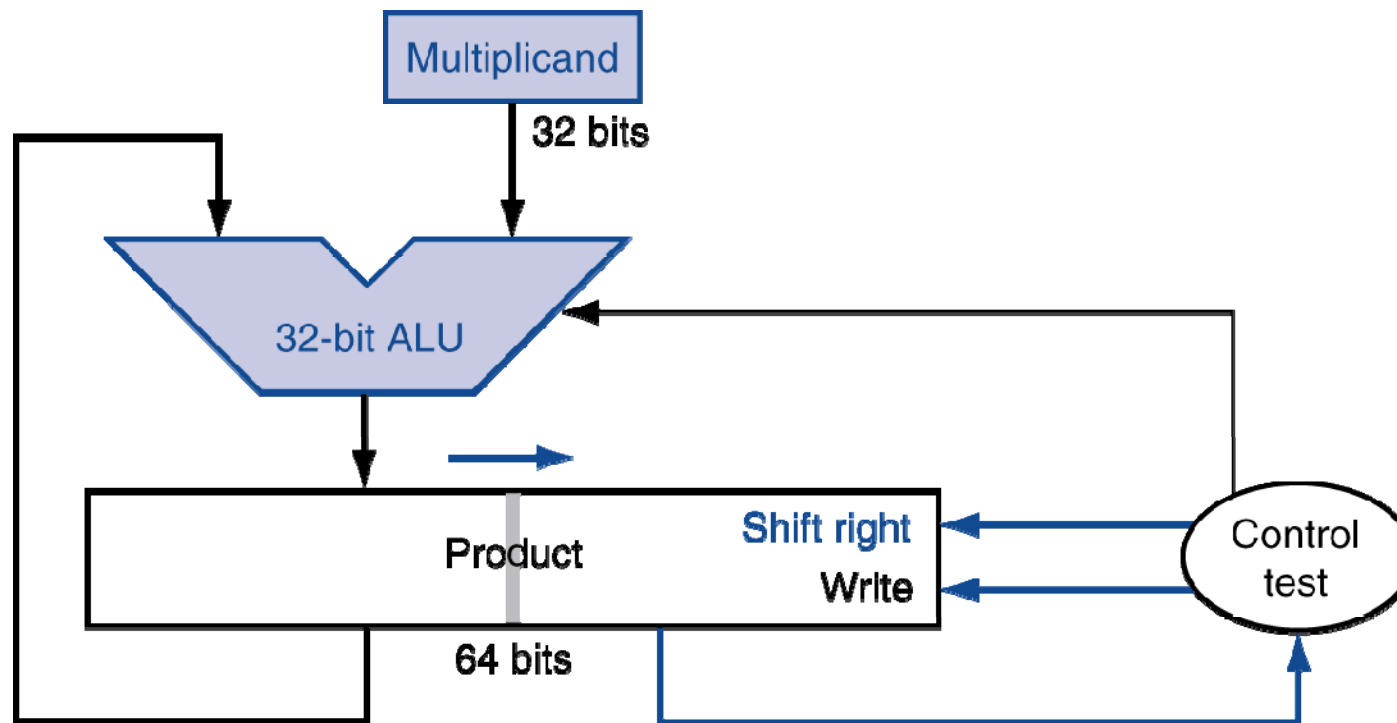 Multiplicand
32 bits
32-bit ALU
Shift right
Product
Write
64 bits
Control
test